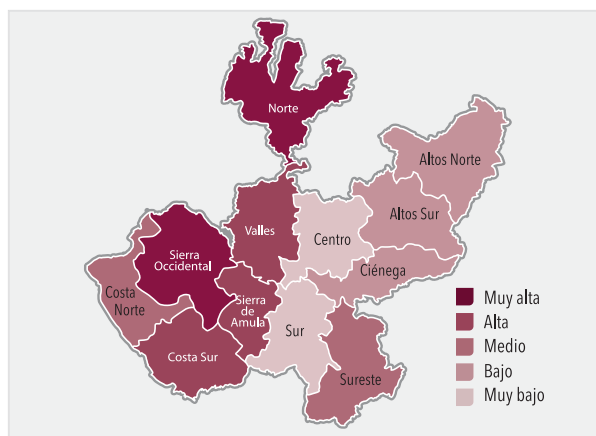 Norte
Altos Norte
Altos Sur
Valles
Centro
Sierra
Occidental
Ciénega
Costa
Norte
Sierra
de
Amula
Sur
Costa Sur
Sureste
Muy alta
Alta
Medio
Bajo
Muy bajo